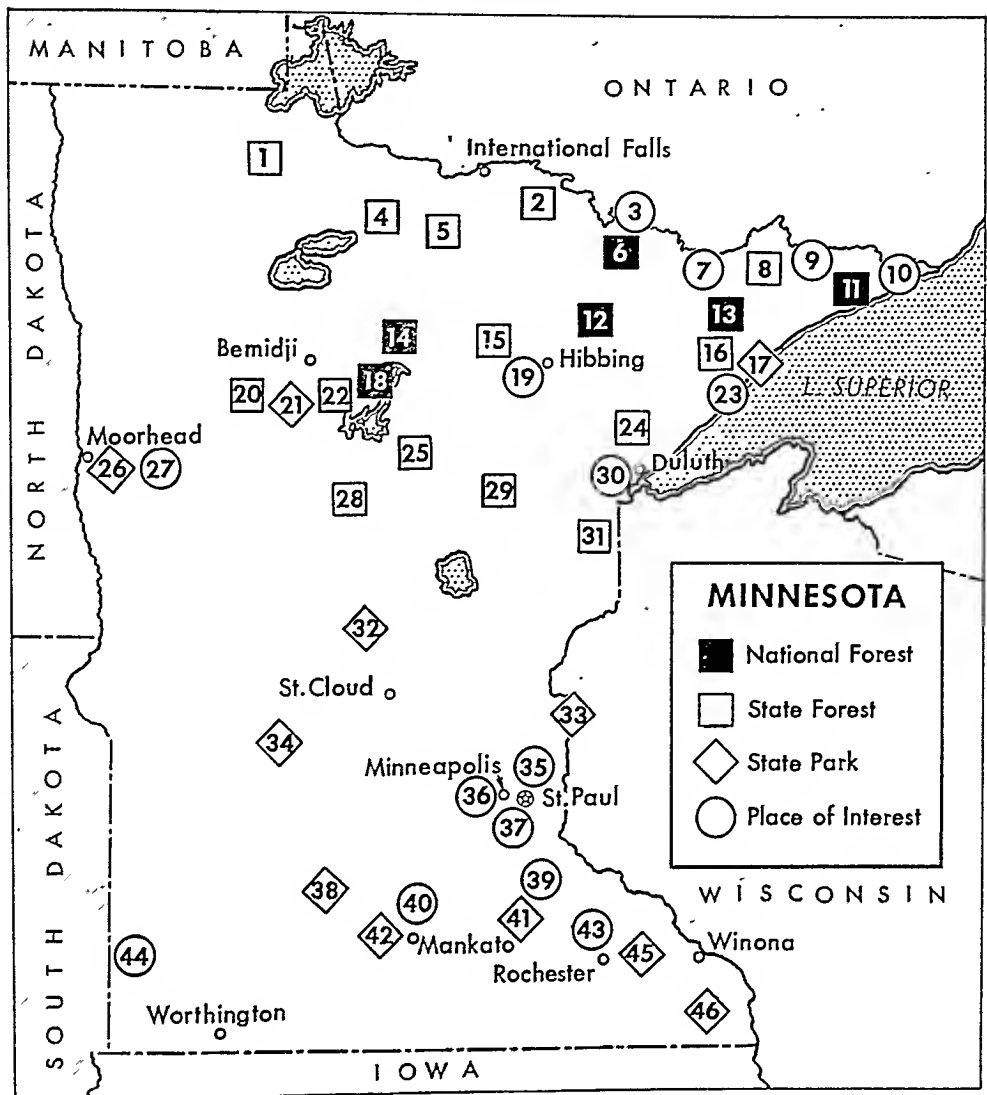 MANITOBA
ONTARIO
International Falls
1
2
3
4
5
6
7
8
9
10
11
12
13
14
15
16
17
18
19
Hibbing
Bemidji
20
21
22
23
L. SUPERIOR
24
25
Moorhead
26
27
28
29
30
Duluth
31
NORTH DAKOTA
32
St. Cloud
33
34
35
Minneapolis
36
St. Paul
37
38
39
40
41
42
Mankato
43
Rochester
44
45
Winona
46
Worthington
SOUTH DAKOTA
IOWA
WISCONSIN
MINNESOTA
National Forest
State Forest
State Park
Place of Interest